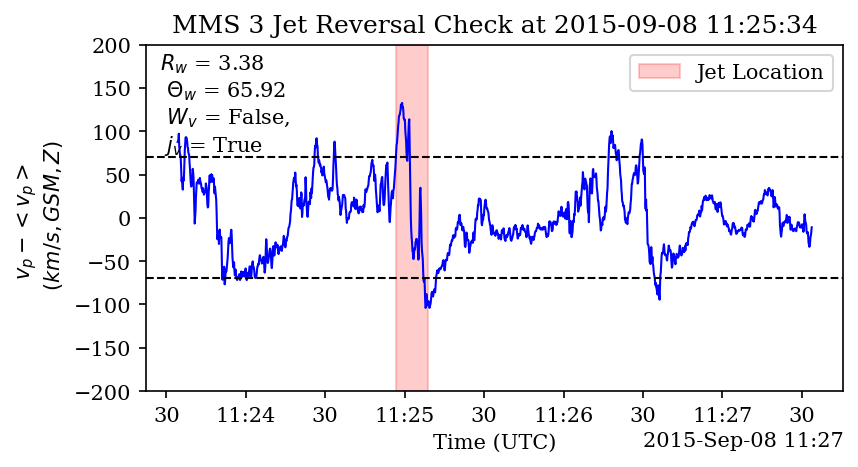 MMS 3 Jet Reversal Check at 2015-09-08 11:25:34
R_w = 3.38
Θ_w = 65.92
W_v = False,
j_v = True
Jet Location
v_p − < v_p >
(km/s, GSM, Z)
200
150
100
50
0
−50
−100
−150
−200
30 11:24 30 11:25 30 11:26 30 11:27 30
Time (UTC)
2015-Sep-08 11:27